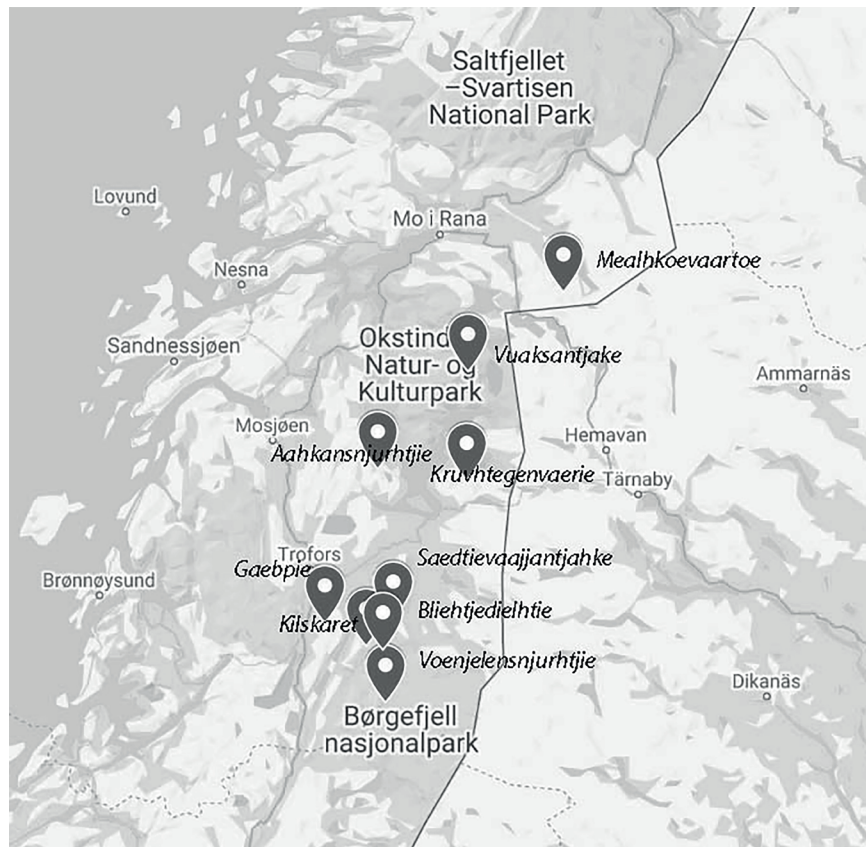 Saltfjellet
–Svartisen
National Park
Lovund
Mo i Rana
Nesna
Mealhkoevaartoe
Sandnessjøen
Okstind
Natur- og
Kulturpark
Vuaksantjake
Ammarnäs
Mosjøen
Hemavan
Aahkansnjurhtjie
Kruvhtegenvaerie
Tärnaby
Trofors
Saedtievaajjantjahke
Gaebpie
Brønnøysund
Bliehtjedielhtie
Kilskaret
Voenjelensnjurhtjie
Dikanäs
Børgefjell
nasjonalpark